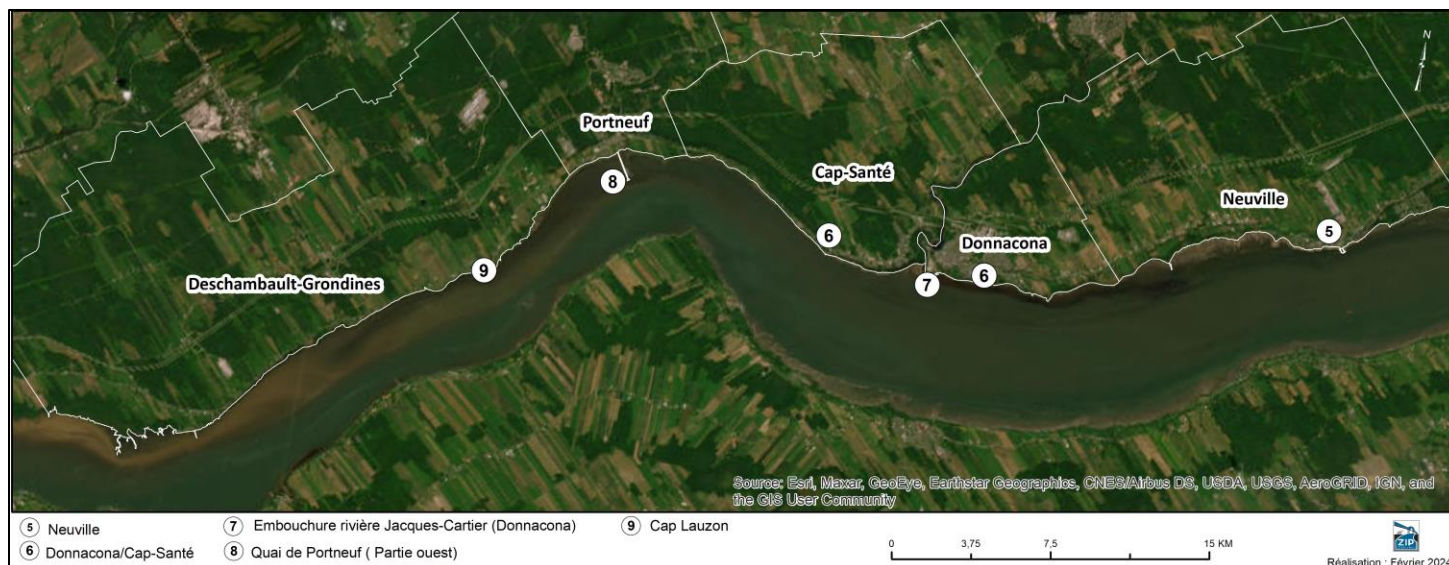 N
Portneuf
8
Cap-Santé
Neuville
6
5
Donnacona
9
Deschambault-Grondines
7
6
Source: Esri, Maxar, GeoEye, Earthstar Geographics, CNES/Airbus DS, USDA, USGS, AeroGRID, IGN, and
the GIS User Community
5 Neuville
7 Embouchure rivière Jacques-Cartier (Donnacona)
9 Cap Lauzon
6 Donnacona/Cap-Santé
8 Quai de Portneuf ( Partie ouest)
0 3,75 7,5 15 KM
ZIP
Réalisation : Février 2024